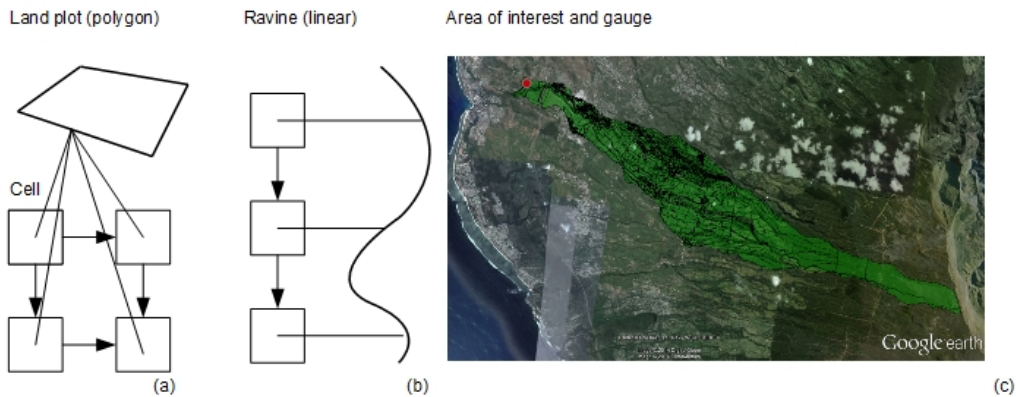 Land plot (polygon)
Ravine (linear)
Area of interest and gauge
Cell
Google earth
(a)
(b)
(c)